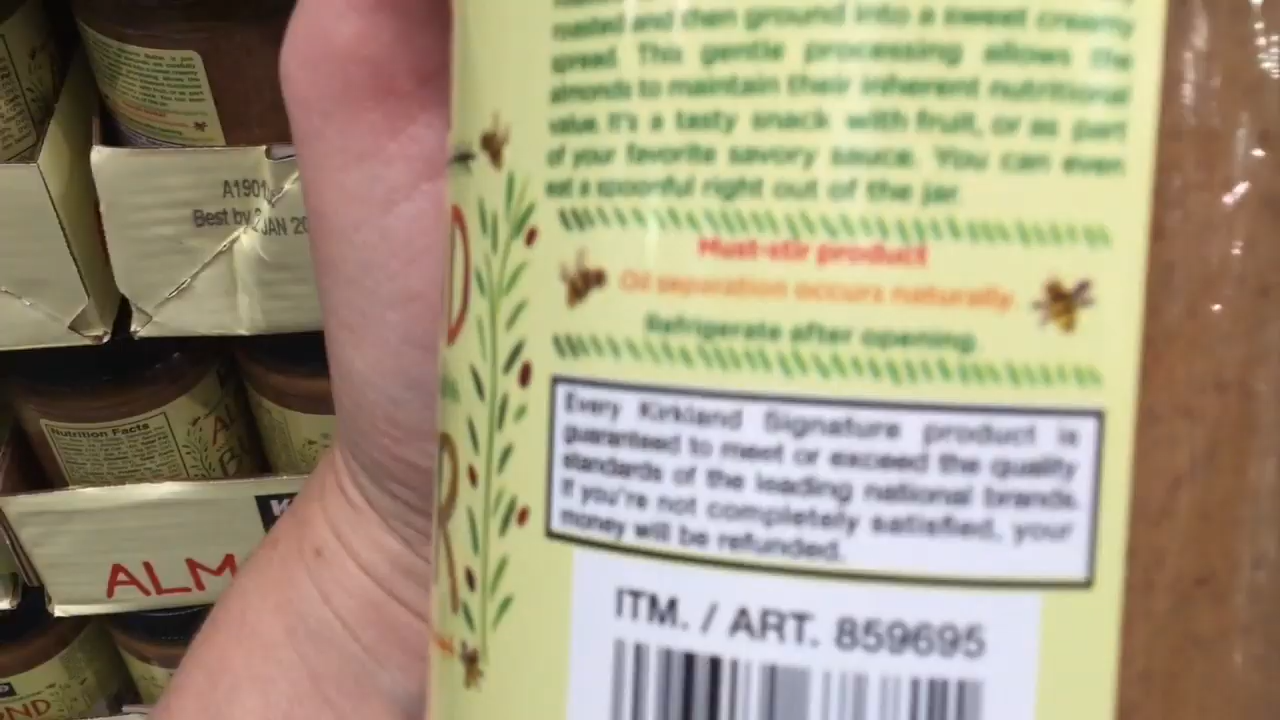 roasted and then ground into a sweet creamy
spread. This gentle processing allows the
almonds to maintain their inherent nutritional
value. It's a tasty snack with fruit, or as part
of your favorite savory sauce. You can even
eat a spoonful right out of the jar.
Must-stir product
Oil separation occurs naturally.
Refrigerate after opening.
Every Kirkland Signature product is
guaranteed to meet or exceed the quality
standards of the leading national brands.
If you're not completely satisfied, your
money will be refunded.
ITM. / ART. 859695
A1901
Best by 2 JAN 20
Nutrition Facts
ALM